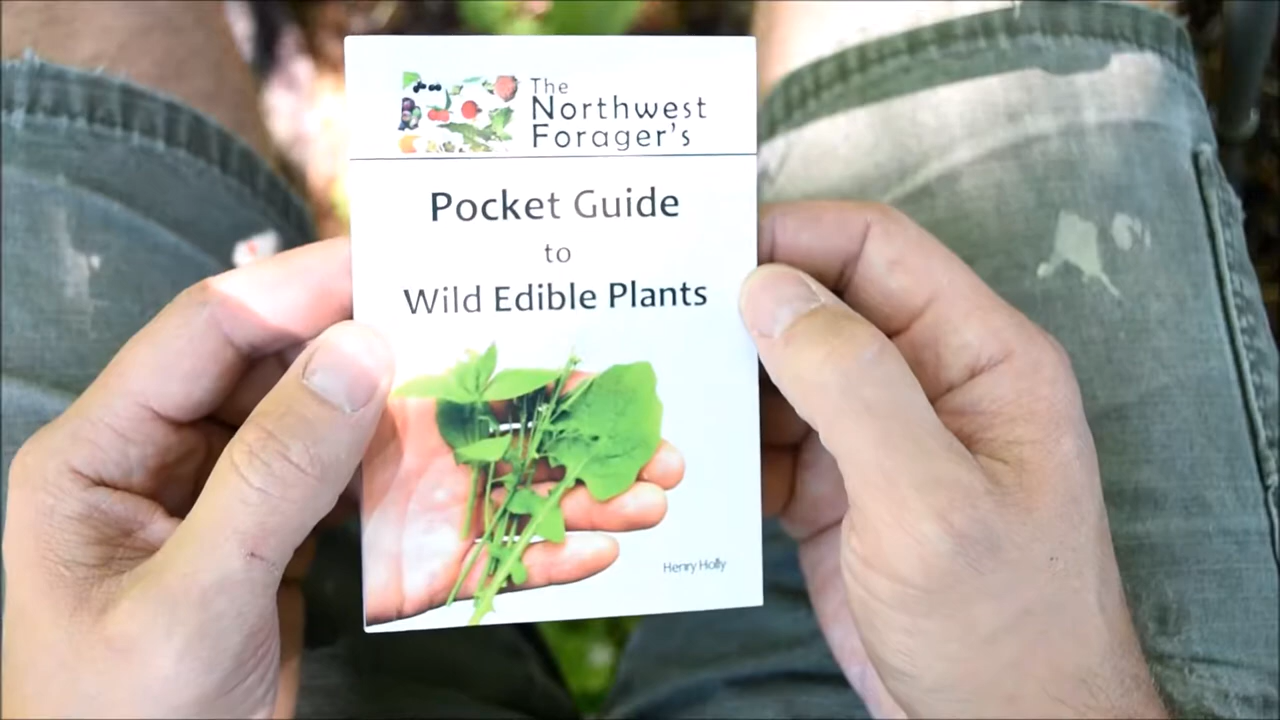 The
Northwest
Forager's
Pocket Guide
to
Wild Edible Plants
Henry Holly